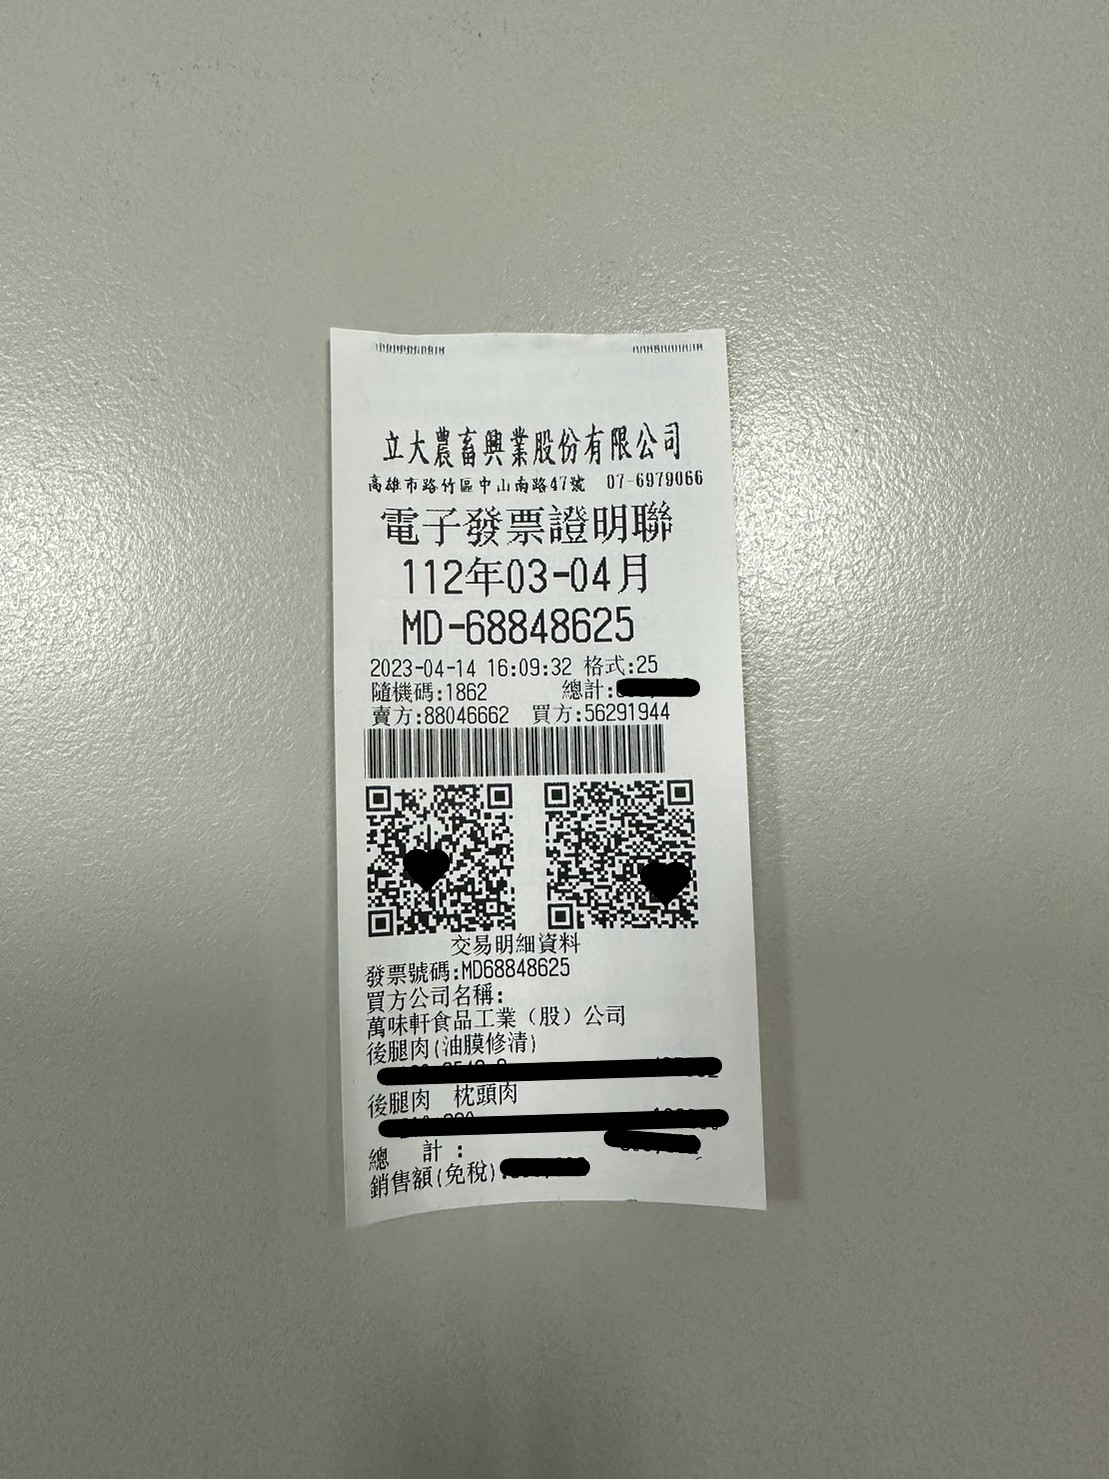 立大農畜興業股份有限公司
高雄市路竹區中山南路47號 07-6979066
電子發票證明聯
112年03-04月
MD-68848625
2023-04-14 16:09:32 格式:25
隨機碼:1862 總計:
賣方:88046662 買方:56291944
交易明細資料
發票號碼:MD68848625
買方公司名稱:
萬味軒食品工業（股）公司
後腿肉(油膜修清)
後腿肉 枕頭肉
總 計:
銷售額(免稅)